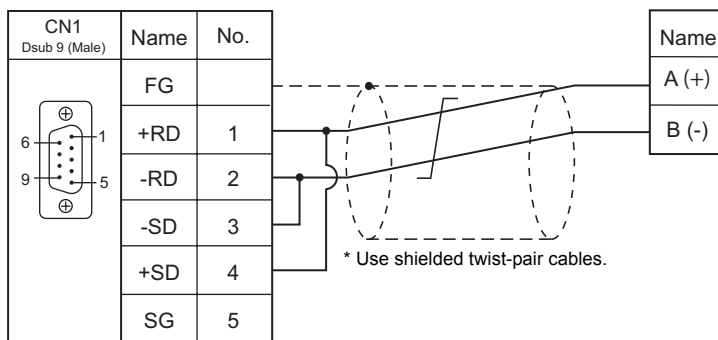 CN1
Dsub 9 (Male)
Name
No.
Name
FG
A (+)
+RD
1
B (-)
6
1
-RD
2
9
5
-SD
3
+SD
4
* Use shielded twist-pair cables.
SG
5